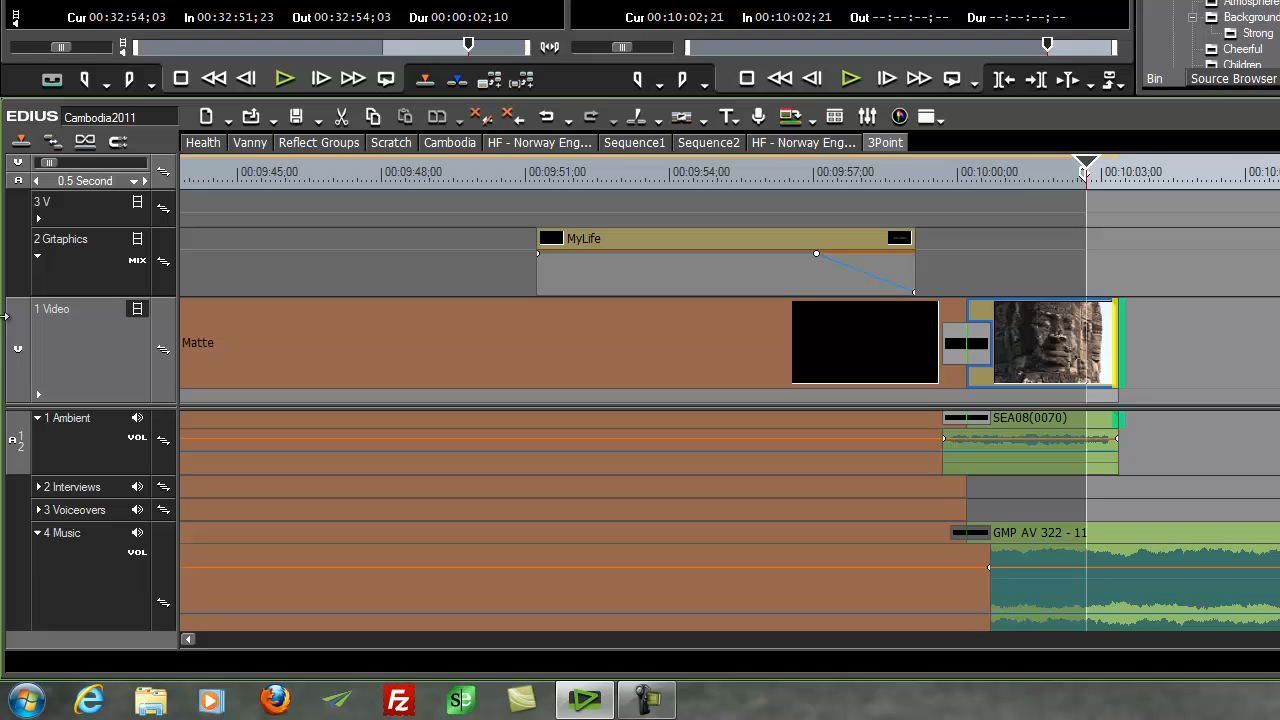 Cur 00:32:54;03 In 00:32:51;23 Out 00:32:54;03 Dur 00:00:02;10
Cur 00:10:02;21 In 00:10:02;21 Out --:--:--;-- Dur --:--:--;--
Atmosphere
Background
Strong
Cheerful
Children
Bin
Source Browser
EDIUS
Cambodia2011
Health
Vanny
Reflect Groups
Scratch
Cambodia
HF - Norway Eng...
Sequence1
Sequence2
HF - Norway Eng...
3Point
0.5 Second
00:09:45;00
00:09:48;00
00:09:51;00
00:09:54;00
00:09:57;00
00:10:00;00
00:10:03;00
00:10:0
3 V
2 Grtaphics
MIX
MyLife
1 Video
Matte
1 Ambient
VOL
A 1
2
SEA08(0070)
2 Interviews
3 Voiceovers
4 Music
VOL
GMP AV 322 - 11